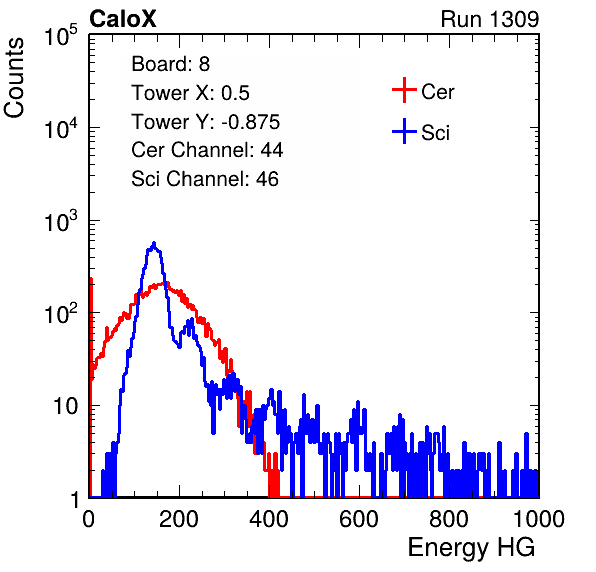 CaloX Run 1309
Counts
Board: 8
Tower X: 0.5
Tower Y: -0.875
Cer Channel: 44
Sci Channel: 46
Cer
Sci
10^5
10^4
10^3
10^2
10
1
0 200 400 600 800 1000
Energy HG